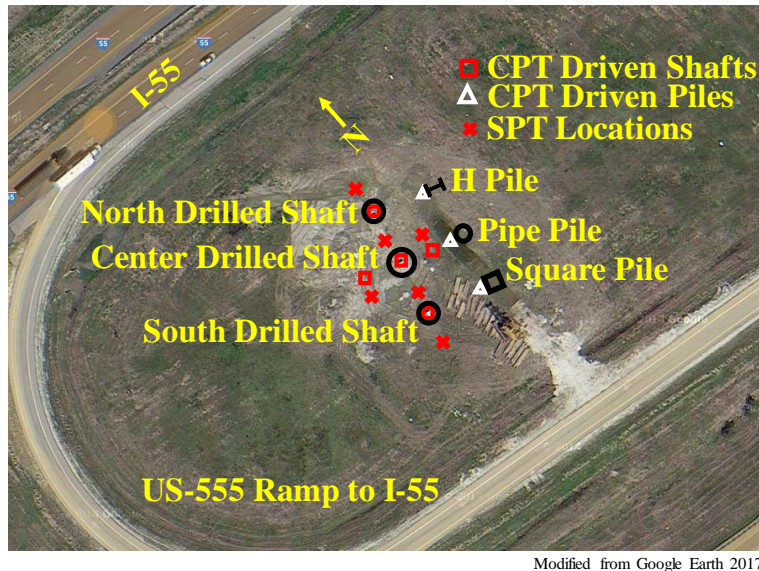 55
55
I-55
CPT Driven Shafts
CPT Driven Piles
SPT Locations
N
H Pile
North Drilled Shaft
Pipe Pile
Center Drilled Shaft
Square Pile
South Drilled Shaft
US-555 Ramp to I-55
Modified from Google Earth 2017